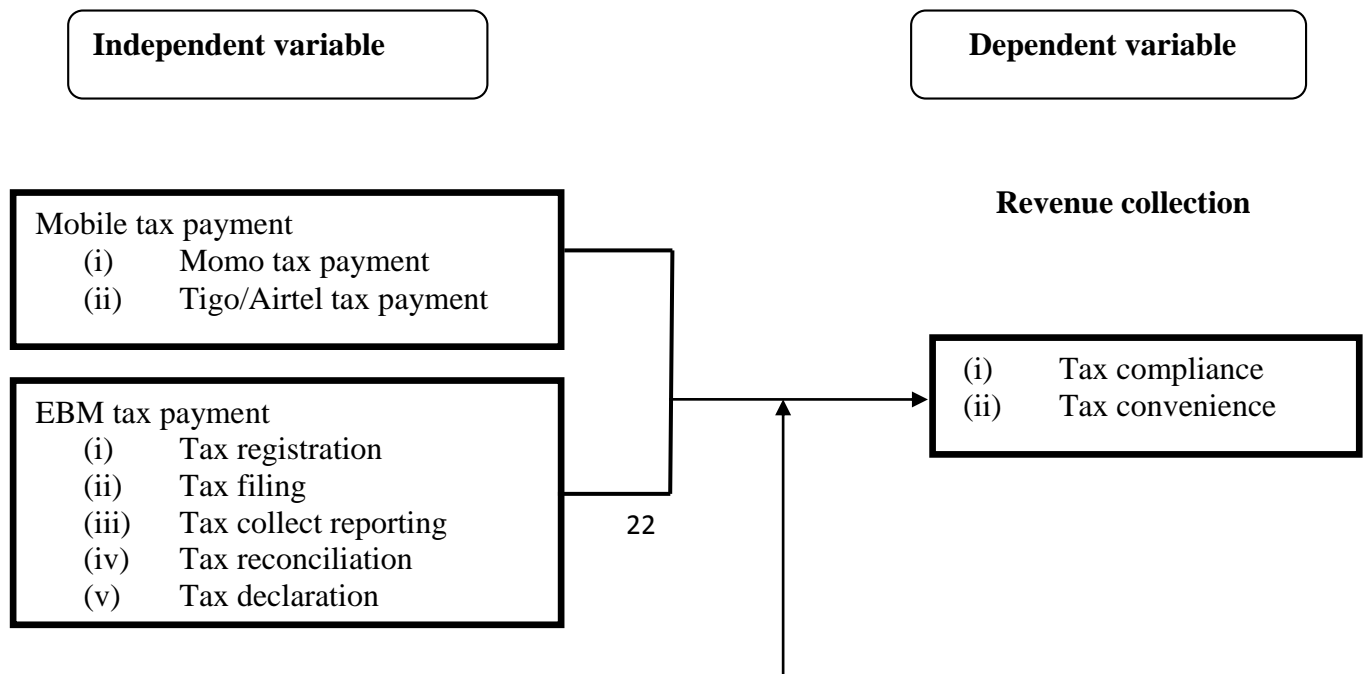 Independent variable
Dependent variable
Revenue collection
Mobile tax payment
(i) Momo tax payment
(ii) Tigo/Airtel tax payment
(i) Tax compliance
(ii) Tax convenience
EBM tax payment
(i) Tax registration
(ii) Tax filing
(iii) Tax collect reporting
(iv) Tax reconciliation
(v) Tax declaration
22